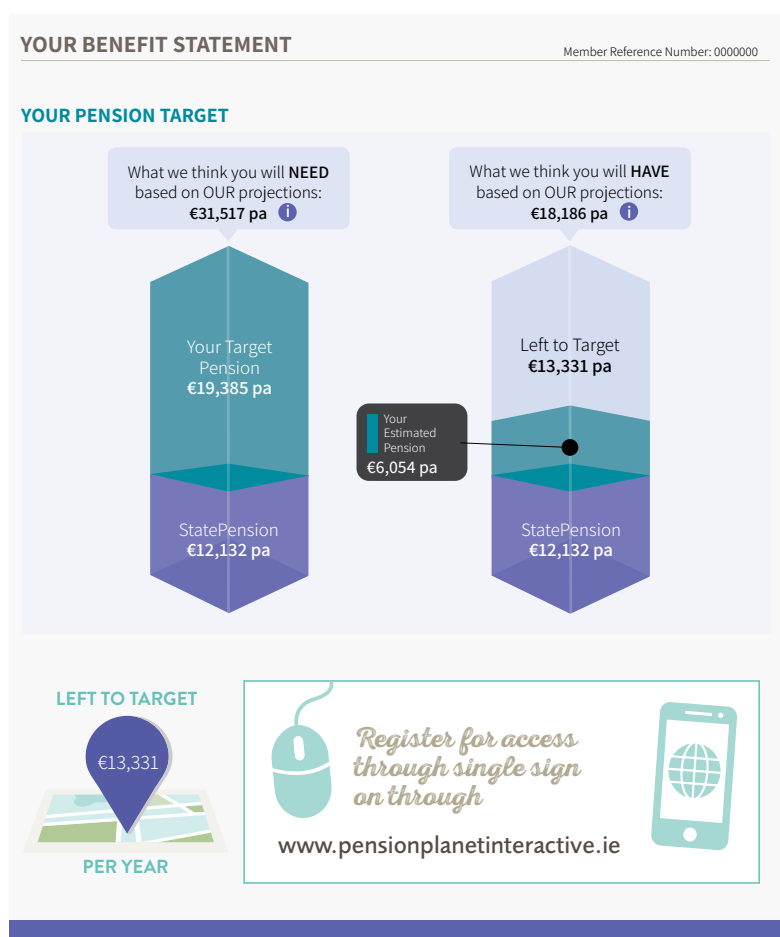 YOUR BENEFIT STATEMENT
Member Reference Number: 0000000
YOUR PENSION TARGET
What we think you will NEED
based on OUR projections:
€31,517 pa i
What we think you will HAVE
based on OUR projections:
€18,186 pa i
Your Target
Pension
€19,385 pa
Left to Target
€13,331 pa
Your
Estimated
Pension
€6,054 pa
StatePension
€12,132 pa
StatePension
€12,132 pa
LEFT TO TARGET
€13,331
PER YEAR
Register for access
through single sign
on through
www.pensionplanetinteractive.ie